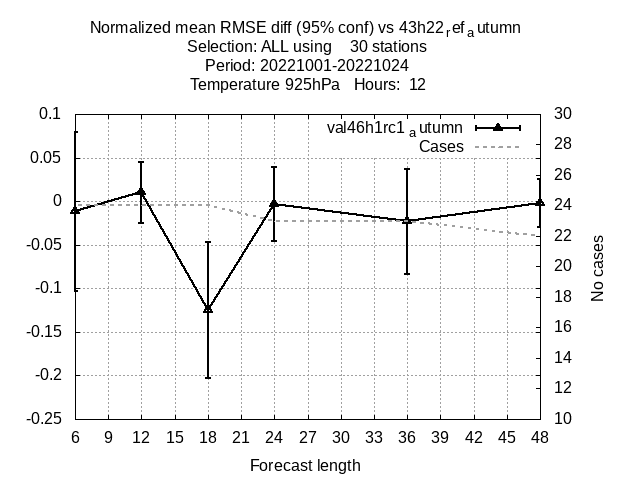 Normalized mean RMSE diff (95% conf) vs 43h22refautumn
Selection: ALL using 30 stations
Period: 20221001-20221024
Temperature 925hPa Hours: 12
val46h1rc1autumn
Cases
0.1
0.05
0
-0.05
-0.1
-0.15
-0.2
-0.25
30
28
26
24
22
20
18
16
14
12
10
No cases
6 9 12 15 18 21 24 27 30 33 36 39 42 45 48
Forecast length